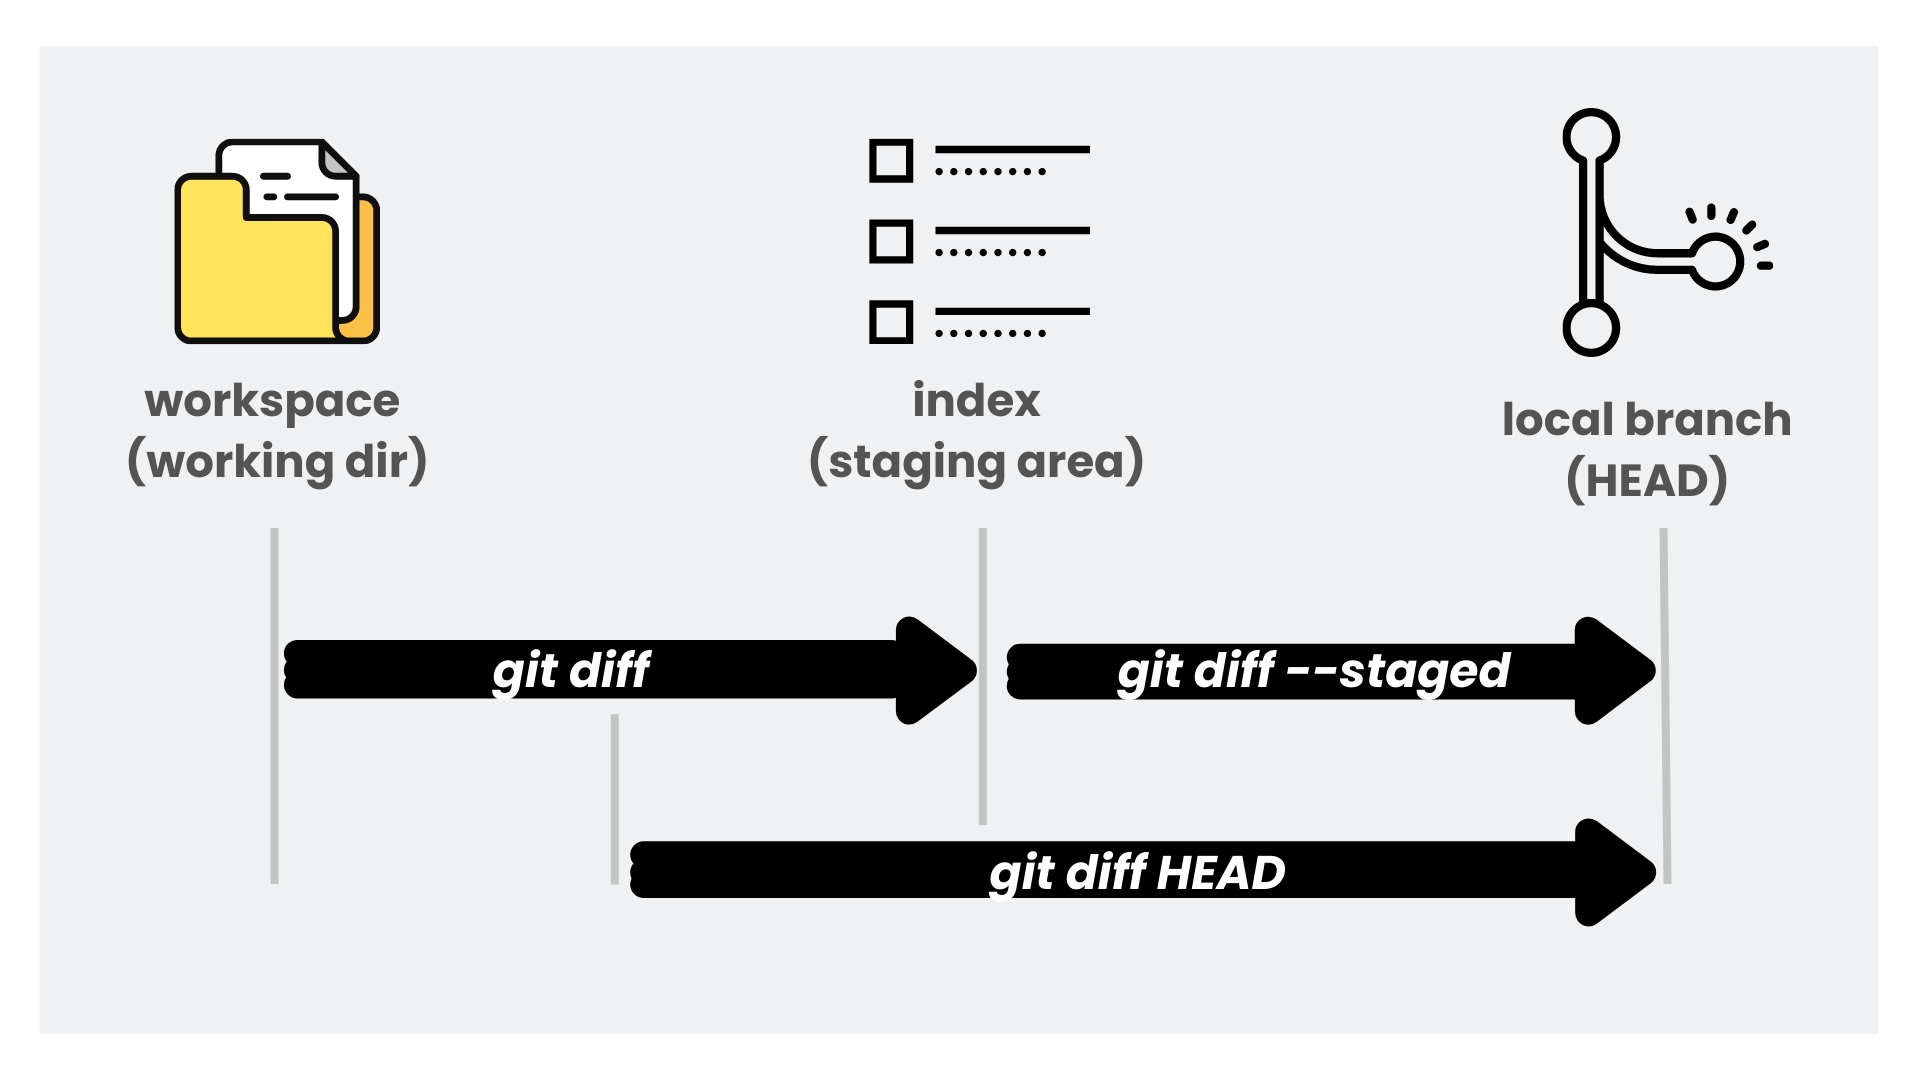 workspace
(working dir)
index
(staging area)
local branch
(HEAD)
git diff
git diff --staged
git diff HEAD